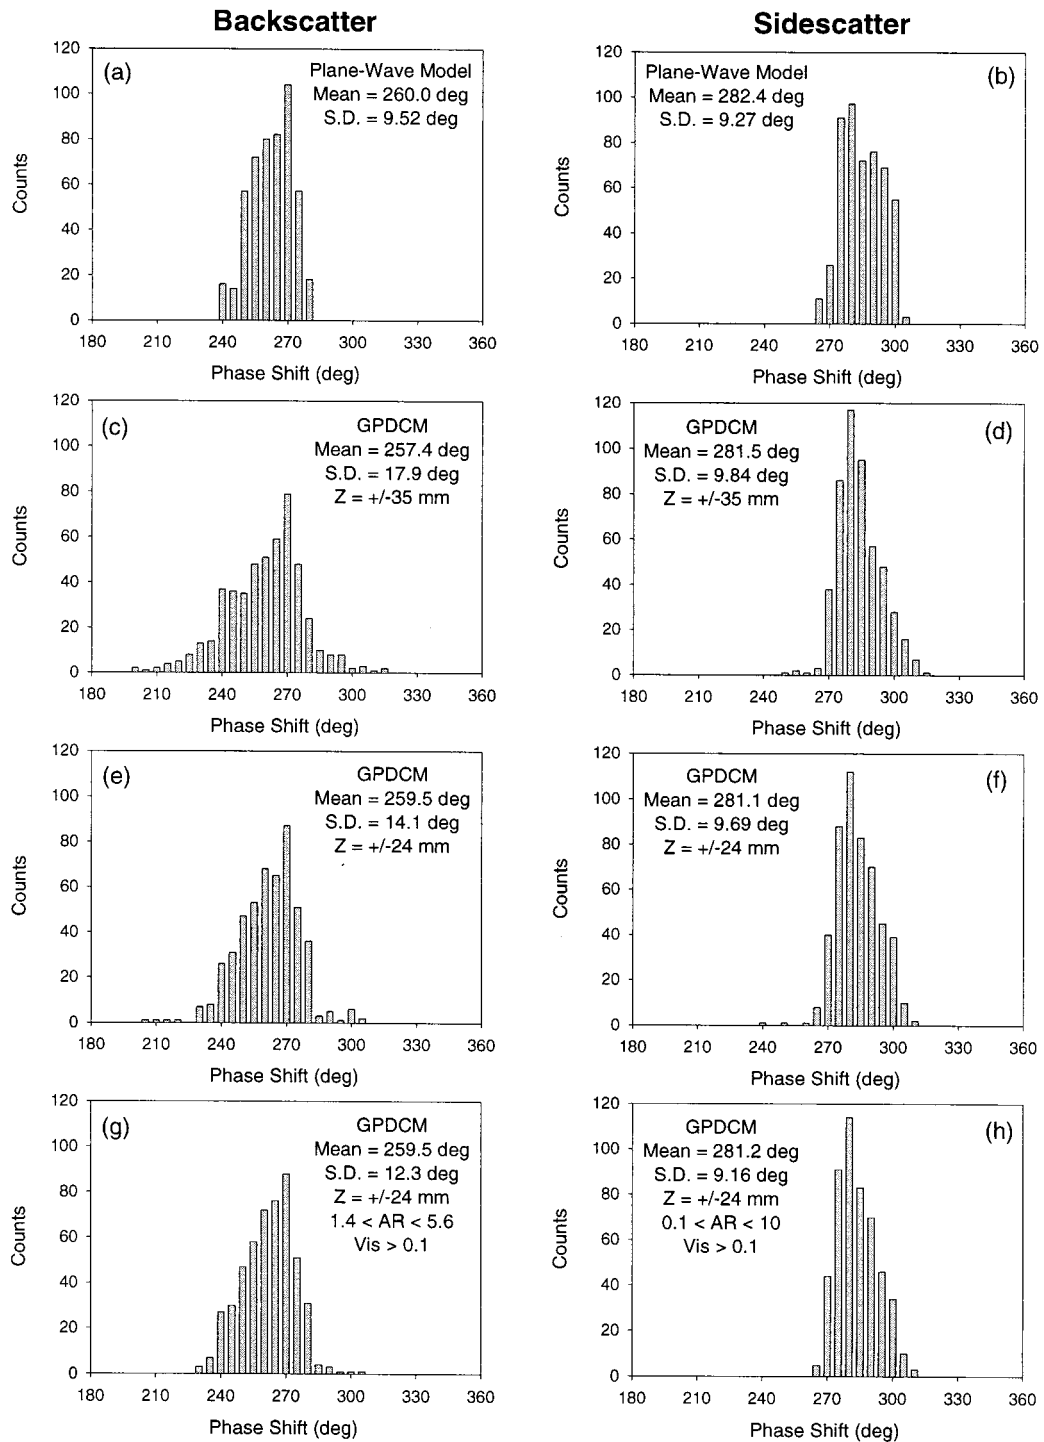 Backscatter
Sidescatter
(a)
Plane-Wave Model
Mean = 260.0 deg
S.D. = 9.52 deg
120
100
80
60
40
20
0
Counts
180 210 240 270 300 330 360
Phase Shift (deg)
(b)
Plane-Wave Model
Mean = 282.4 deg
S.D. = 9.27 deg
120
100
80
60
40
20
0
Counts
180 210 240 270 300 330 360
Phase Shift (deg)
(c)
GPDCM
Mean = 257.4 deg
S.D. = 17.9 deg
Z = +/-35 mm
120
100
80
60
40
20
0
Counts
180 210 240 270 300 330 360
Phase Shift (deg)
(d)
GPDCM
Mean = 281.5 deg
S.D. = 9.84 deg
Z = +/-35 mm
120
100
80
60
40
20
0
Counts
180 210 240 270 300 330 360
Phase Shift (deg)
(e)
GPDCM
Mean = 259.5 deg
S.D. = 14.1 deg
Z = +/-24 mm
120
100
80
60
40
20
0
Counts
180 210 240 270 300 330 360
Phase Shift (deg)
(f)
GPDCM
Mean = 281.1 deg
S.D. = 9.69 deg
Z = +/-24 mm
120
100
80
60
40
20
0
Counts
180 210 240 270 300 330 360
Phase Shift (deg)
(g)
GPDCM
Mean = 259.5 deg
S.D. = 12.3 deg
Z = +/-24 mm
1.4 < AR < 5.6
Vis > 0.1
120
100
80
60
40
20
0
Counts
180 210 240 270 300 330 360
Phase Shift (deg)
(h)
GPDCM
Mean = 281.2 deg
S.D. = 9.16 deg
Z = +/-24 mm
0.1 < AR < 10
Vis > 0.1
120
100
80
60
40
20
0
Counts
180 210 240 270 300 330 360
Phase Shift (deg)